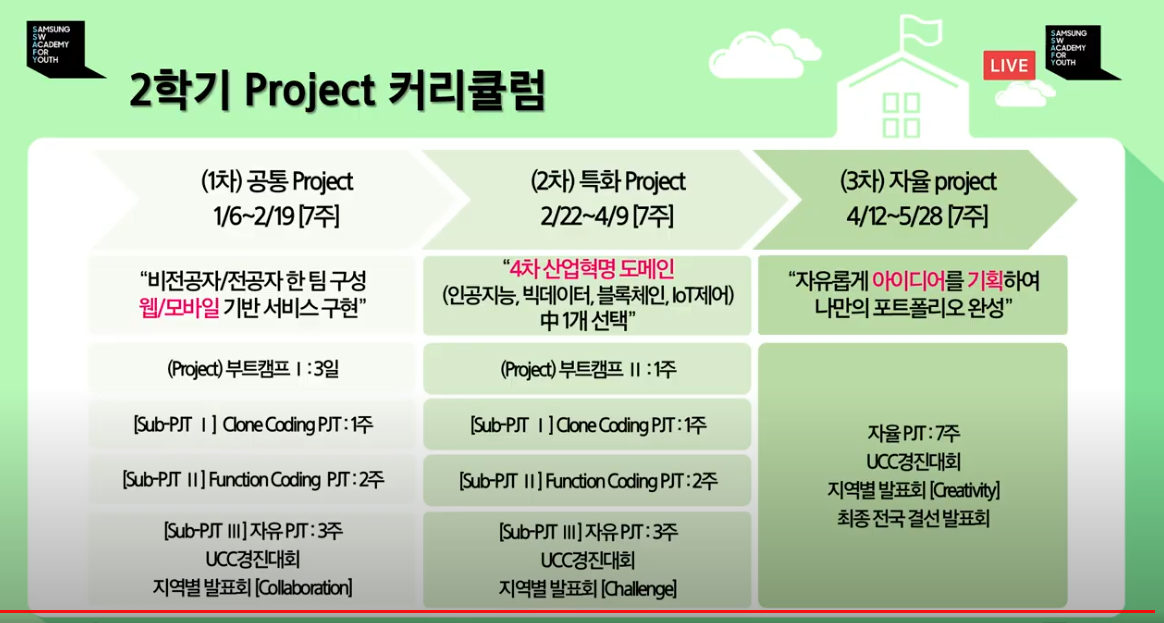 SAMSUNG
SW
ACADEMY
FOR
YOUTH
LIVE
SAMSUNG
SW
ACADEMY
FOR
YOUTH
2학기 Project 커리큘럼
(1차) 공통 Project
1/6~2/19 [7주]
(2차) 특화 Project
2/22~4/9 [7주]
(3차) 자율 project
4/12~5/28 [7주]
“비전공자/전공자 한 팀 구성
웹/모바일 기반 서비스 구현”
“4차 산업혁명 도메인
(인공지능, 빅데이터, 블록체인, IoT제어)
中 1개 선택”
“자유롭게 아이디어를 기획하여
나만의 포트폴리오 완성”
(Project) 부트캠프 Ⅰ : 3일
(Project) 부트캠프 Ⅱ : 1주
[Sub-PJT Ⅰ] Clone Coding PJT : 1주
[Sub-PJT Ⅰ] Clone Coding PJT : 1주
[Sub-PJT Ⅱ] Function Coding PJT : 2주
[Sub-PJT Ⅱ] Function Coding PJT : 2주
[Sub-PJT Ⅲ] 자유 PJT : 3주
UCC경진대회
지역별 발표회 [Collaboration]
[Sub-PJT Ⅲ] 자유 PJT : 3주
UCC경진대회
지역별 발표회 [Challenge]
자율 PJT : 7주
UCC경진대회
지역별 발표회 [Creativity]
최종 전국 결선 발표회